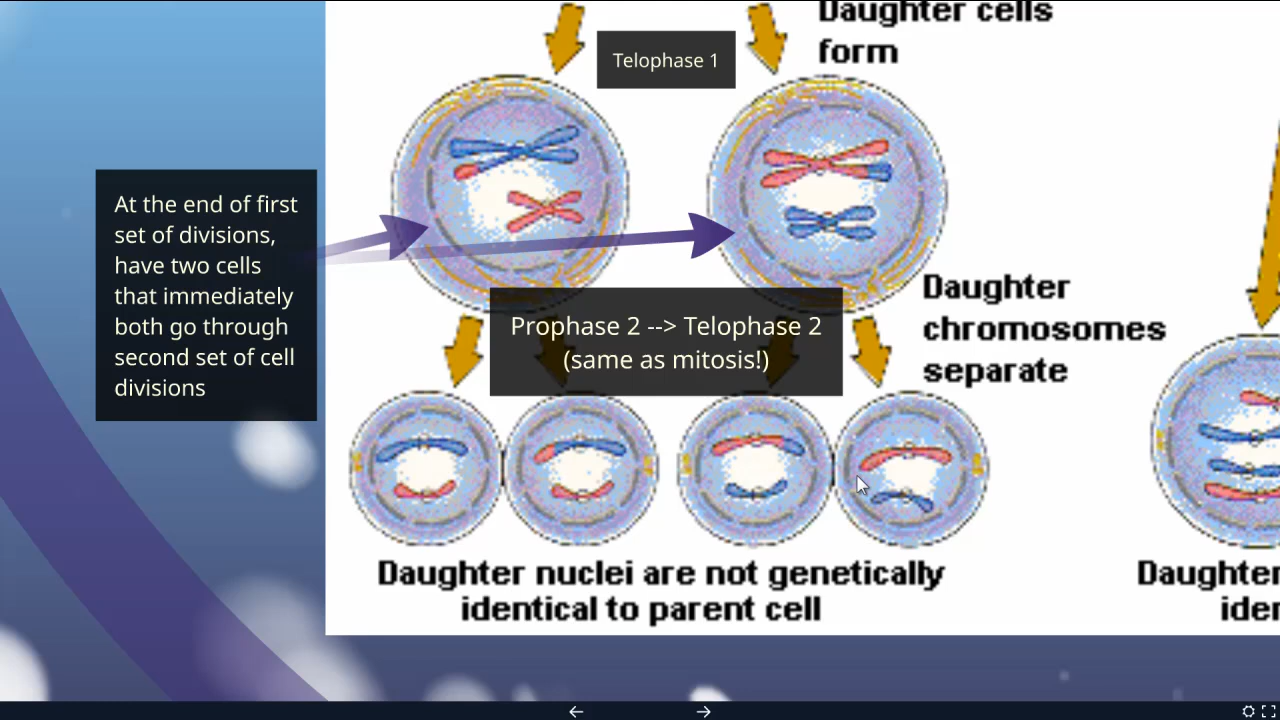 Daughter cells
form
Telophase 1
At the end of first
set of divisions,
have two cells
that immediately
both go through
second set of cell
divisions
Daughter
chromosomes
separate
Prophase 2 --> Telophase 2
(same as mitosis!)
Daughter nuclei are not genetically
identical to parent cell
Daughter
iden